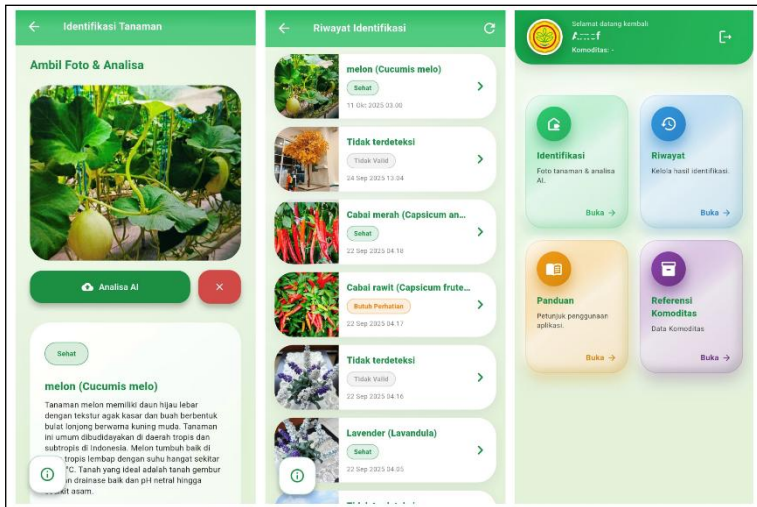 Identifikasi Tanaman
Ambil Foto & Analisa
Analisa AI
Sehat
melon (Cucumis melo)
Tanaman melon memiliki daun hijau lebar
dengan tekstur agak kasar dan buah berbentuk
bulat lonjong berwarna kuning muda. Tanaman
ini umum dibudidayakan di daerah tropis dan
subtropis di Indonesia. Melon tumbuh baik di
tropis lembap dengan suhu hangat sekitar
°C. Tanah yang ideal adalah tanah gembur
drainase baik dan pH netral hingga
asam.
Riwayat Identifikasi
melon (Cucumis melo)
Sehat
11 Okt 2025 03.00
Tidak terdeteksi
Tidak Valid
24 Sep 2025 13.04
Cabai merah (Capsicum an...
Sehat
22 Sep 2025 04.18
Cabai rawit (Capsicum frute...
Butuh Perhatian
22 Sep 2025 04.17
Tidak terdeteksi
Tidak Valid
22 Sep 2025 04.16
Lavender (Lavandula)
Sehat
22 Sep 2025 04.05
Selamat datang kembali
Komoditas: -
Identifikasi
Foto tanaman & analisa
AI.
Buka →
Riwayat
Kelola hasil identifikasi.
Buka →
Panduan
Petunjuk penggunaan
aplikasi.
Buka →
Referensi
Komoditas
Data Komoditas
Buka →